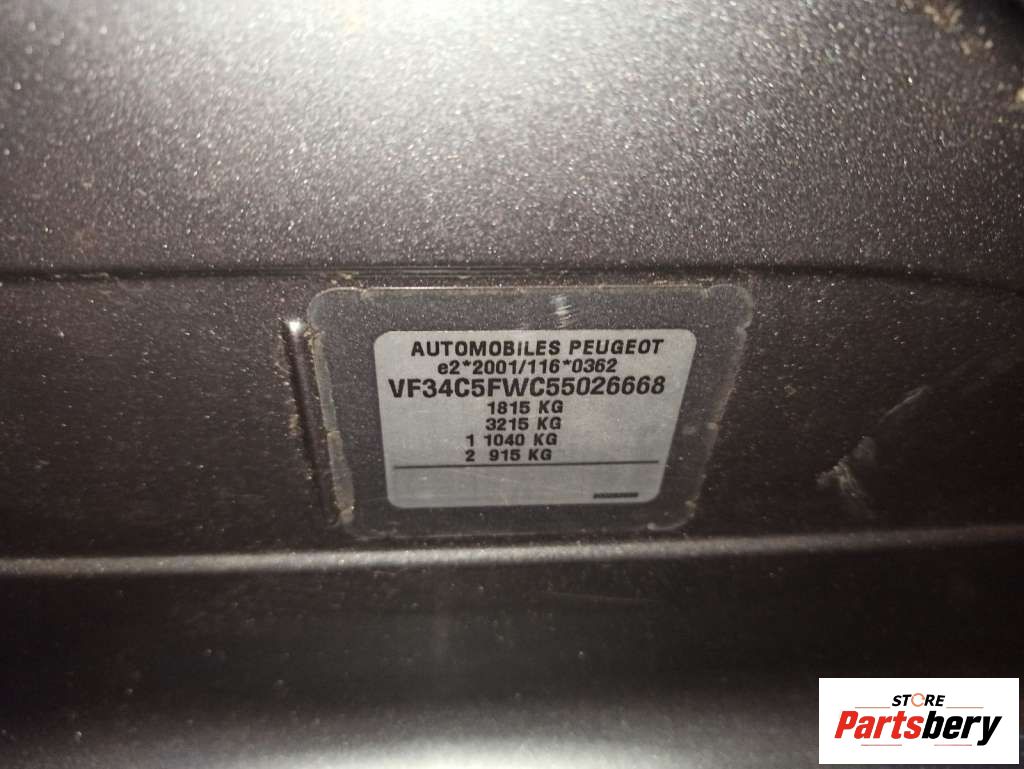 AUTOMOBILES PEUGEOT
e2*2001/116*0362
VF34C5FWC55026668
1815 KG
3215 KG
1 1040 KG
2 915 KG
STORE
Partsbery